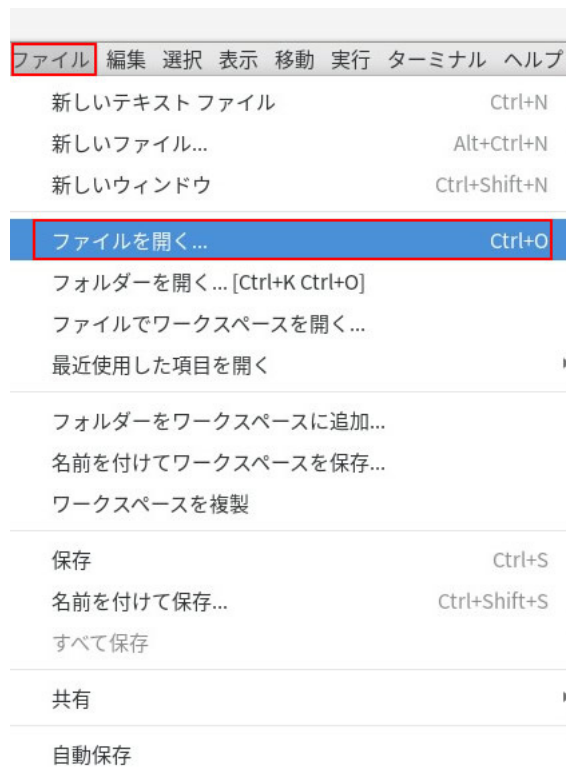 ファイル 編集 選択 表示 移動 実行 ターミナル ヘルプ
新しいテキスト ファイル Ctrl+N
新しいファイル... Alt+Ctrl+N
新しいウィンドウ Ctrl+Shift+N
ファイルを開く... Ctrl+O
フォルダーを開く... [Ctrl+K Ctrl+O]
ファイルでワークスペースを開く...
最近使用した項目を開く
フォルダーをワークスペースに追加...
名前を付けてワークスペースを保存...
ワークスペースを複製
保存 Ctrl+S
名前を付けて保存... Ctrl+Shift+S
すべて保存
共有
自動保存